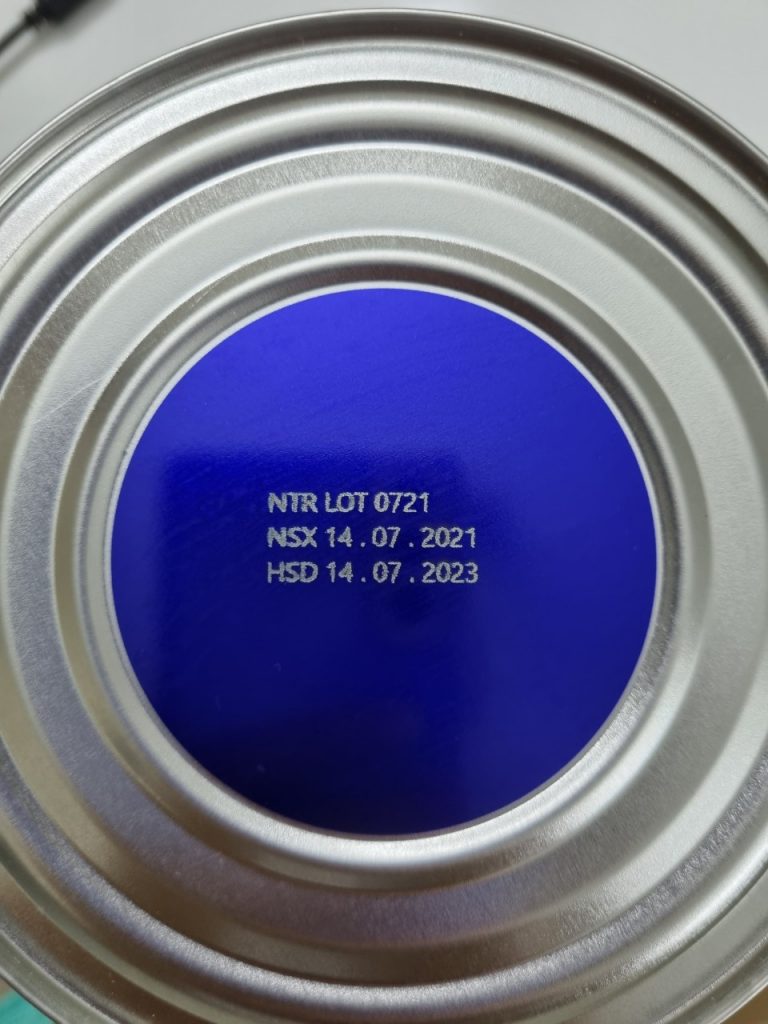 NTR LOT 0721
NSX 14 . 07 . 2021
HSD 14 . 07 . 2023